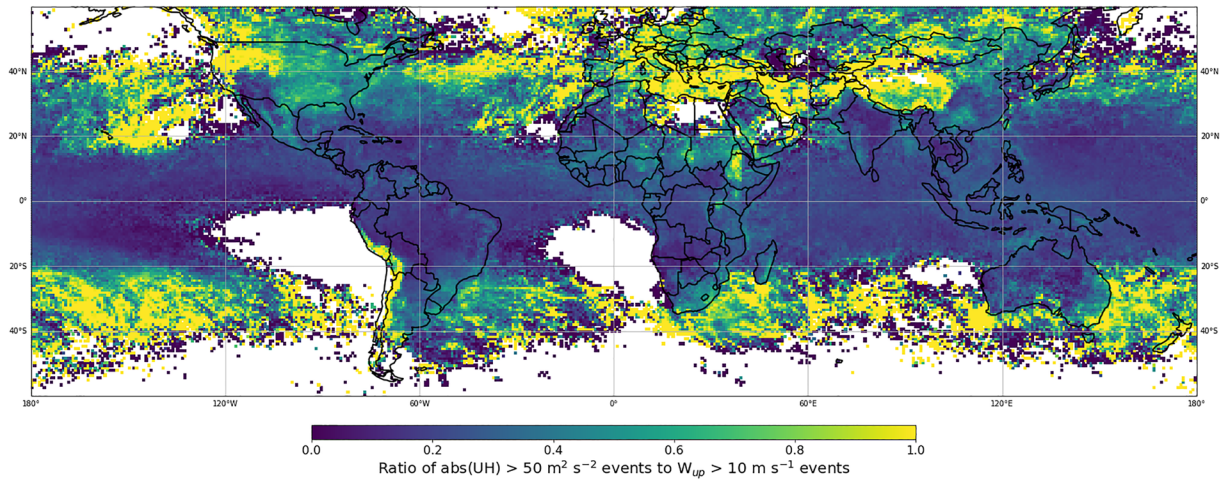 40°N 40°N
20°N 20°N
0° 0°
20°S 20°S
40°S 40°S
180° 120°W 60°W 0° 60°E 120°E 180°
0.0 0.2 0.4 0.6 0.8 1.0
Ratio of abs(UH) > 50 m² s⁻² events to Wᵤₚ > 10 m s⁻¹ events